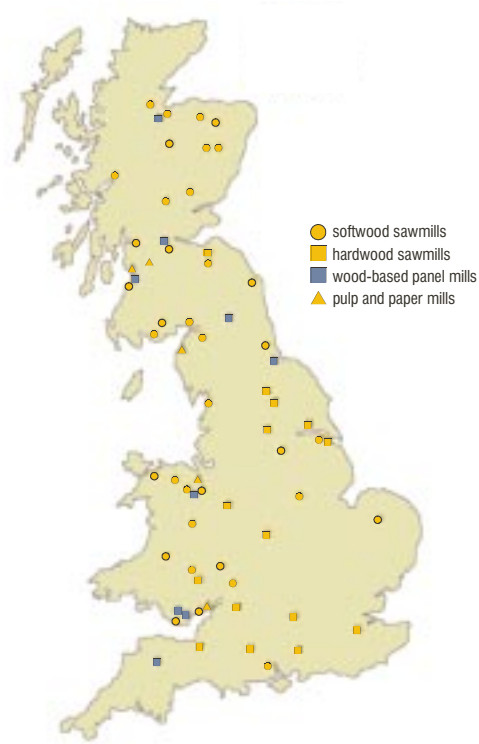 softwood sawmills
hardwood sawmills
wood-based panel mills
pulp and paper mills